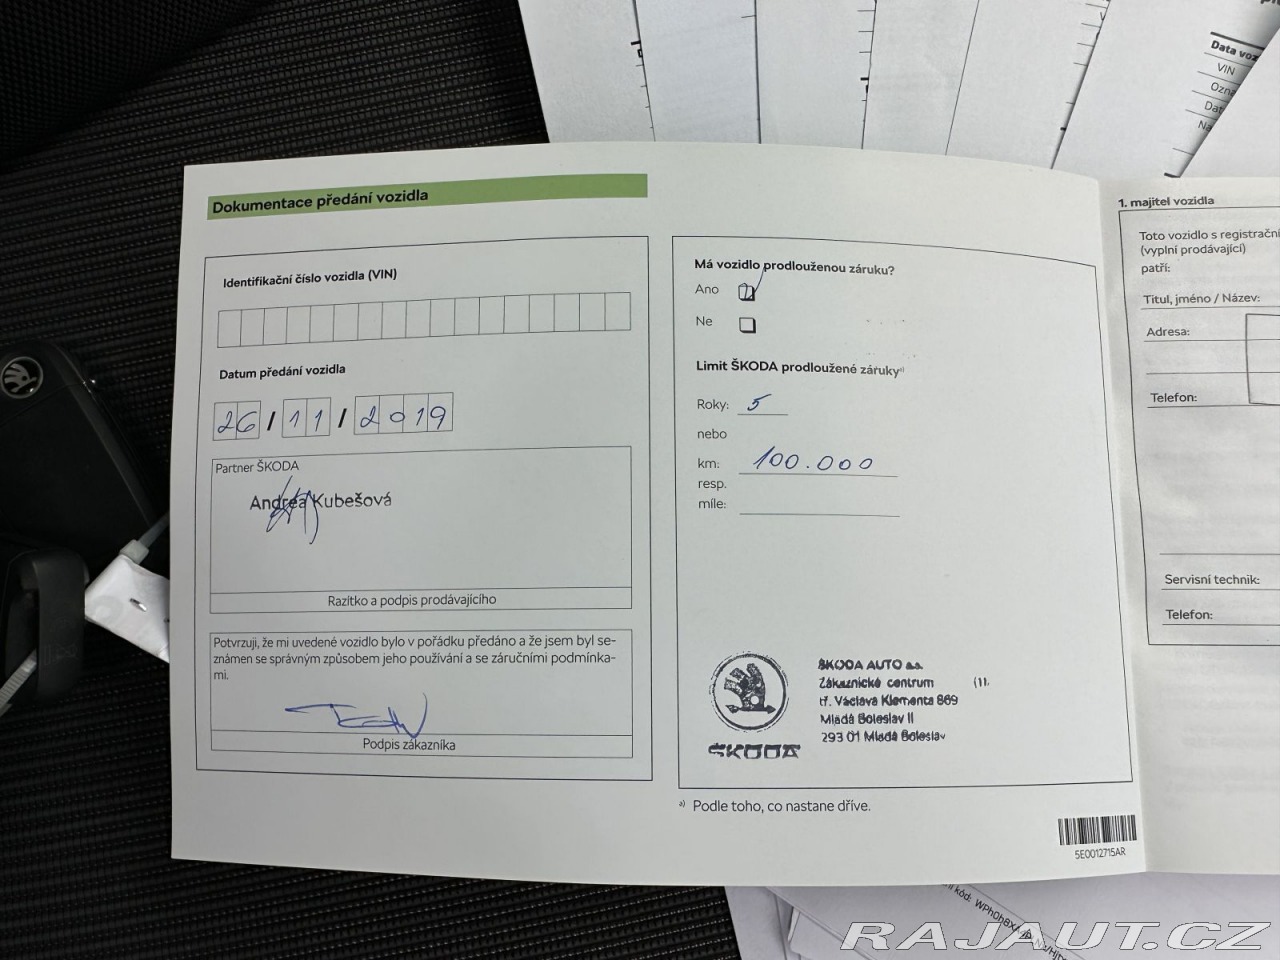 Data voz
VIN
Ozna
Dat
Na
Dokumentace předání vozidla
Identifikační číslo vozidla (VIN)
Datum předání vozidla
26/11/2019
Partner ŠKODA
Andrea Kubešová
Razítko a podpis prodávajícího
Potvrzuji, že mi uvedené vozidlo bylo v pořádku předáno a že jsem byl se-
známen se správným způsobem jeho používání a se záručními podmínka-
mi.
Podpis zákazníka
Má vozidlo prodlouženou záruku?
Ano
Ne
Limit ŠKODA prodloužené záruky a)
Roky: 5
nebo
km: 100.000
resp.
míle:
ŠKODA AUTO a.s.
Zákaznické centrum (11.
tř. Václava Klementa 869
Mladá Boleslav II
293 01 Mladá Boleslav
ŠKODA
a) Podle toho, co nastane dříve.
5E0012715AR
1. majitel vozidla
Toto vozidlo s registrační
(vyplní prodávající)
patří:
Titul, jméno / Název:
Adresa:
Telefon:
Servisní technik:
Telefon:
kód:
RAJAUT.CZ